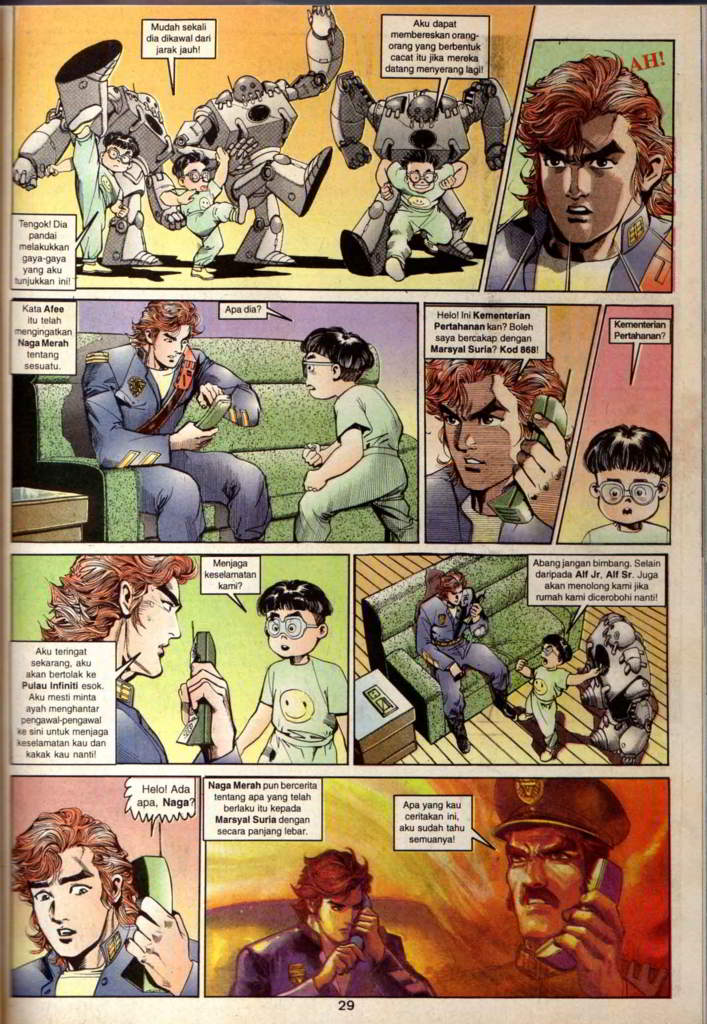 Mudah sekali
dia dikawal dari
jarak jauh!
Aku dapat
membereskan orang-
orang yang berbentuk
cacat itu jika mereka
datang menyerang lagi!
AH!
Tengok! Dia
pandai
melakukkan
gaya-gaya
yang aku
tunjukkan ini!
Kata Afee
itu telah
mengingatkan
Naga Merah
tentang
sesuatu.
Apa dia?
Helo! Ini Kementerian
Pertahanan kan? Boleh
saya bercakap dengan
Marsyal Suria? Kod 868!
Kementerian
Pertahanan?
Aku teringat
sekarang, aku
akan bertolak ke
Pulau Infiniti esok.
Aku mesti minta
ayah menghantar
pengawal-pengawal
ke sini untuk menjaga
keselamatan kau dan
kakak kau nanti!
Menjaga
keselamatan
kami?
Abang jangan bimbang. Selain
daripada Alf Jr, Alf Sr. Juga
akan menolong kami jika
rumah kami dicerobohi nanti!
Helo! Ada
apa, Naga?
Naga Merah pun bercerita
tentang apa yang telah
berlaku itu kepada
Marsyal Suria dengan
secara panjang lebar.
Apa yang kau
ceritakan ini,
aku sudah tahu
semuanya!
29